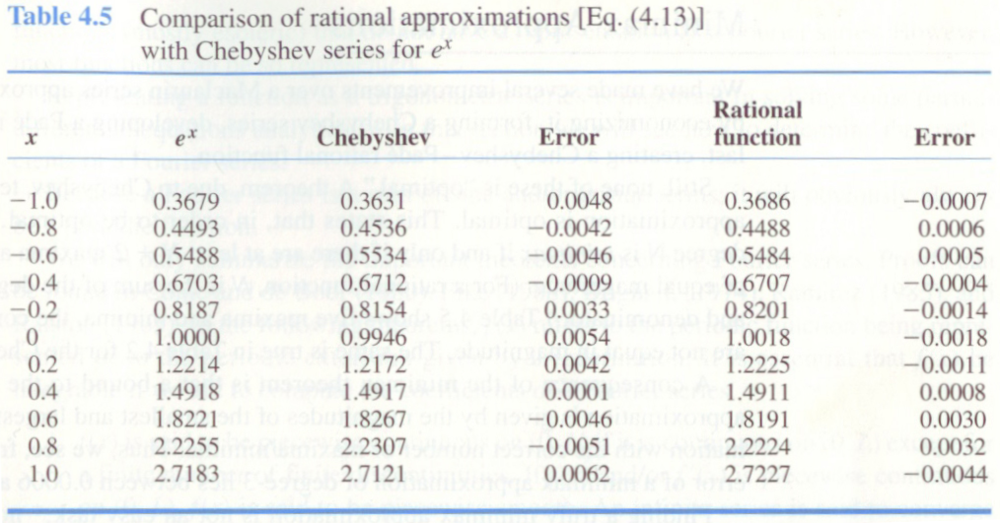 Table 4.5 Comparison of rational approximations [Eq. (4.13)]
with Chebyshev series for e^x
x e^x Chebyshev Error Rational function Error
−1.0 0.3679 0.3631 0.0048 0.3686 −0.0007
−0.8 0.4493 0.4536 −0.0042 0.4488 0.0006
−0.6 0.5488 0.5534 −0.0046 0.5484 0.0005
−0.4 0.6703 0.6712 −0.0009 0.6707 −0.0004
−0.2 0.8187 0.8154 0.0033 0.8201 −0.0014
0 1.0000 0.9946 0.0054 1.0018 −0.0018
0.2 1.2214 1.2172 0.0042 1.2225 −0.0011
0.4 1.4918 1.4917 0.0001 1.4911 0.0008
0.6 1.8221 1.8267 −0.0046 1.8191 0.0030
0.8 2.2255 2.2307 −0.0051 2.2224 0.0032
1.0 2.7183 2.7121 0.0062 2.7227 −0.0044